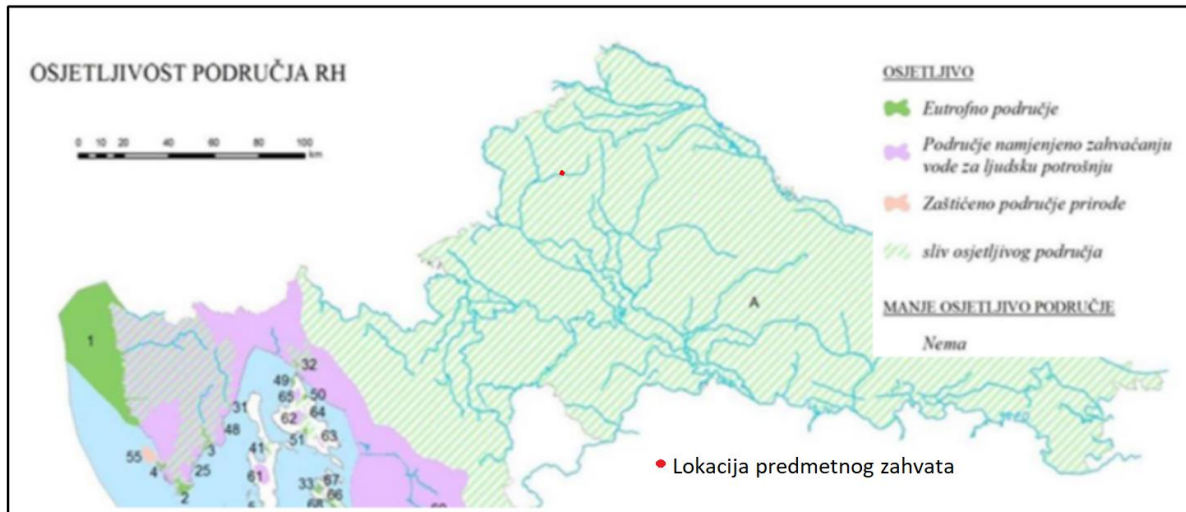 OSJETLJIVOST PODRUČJA RH
0 10 20 40 60 80 100
km
OSJETLJIVO
Eutrofno područje
Područje namjenjeno zahvaćanju
vode za ljudsku potrošnju
Zaštićeno područje prirode
sliv osjetljivog područja
MANJE OSJETLJIVO PODRUČJE
Nema
A
1
32
49
65
50
31
62
64
48
51
63
3
41
55
4
25
61
2
33
67
66
Lokacija predmetnog zahvata